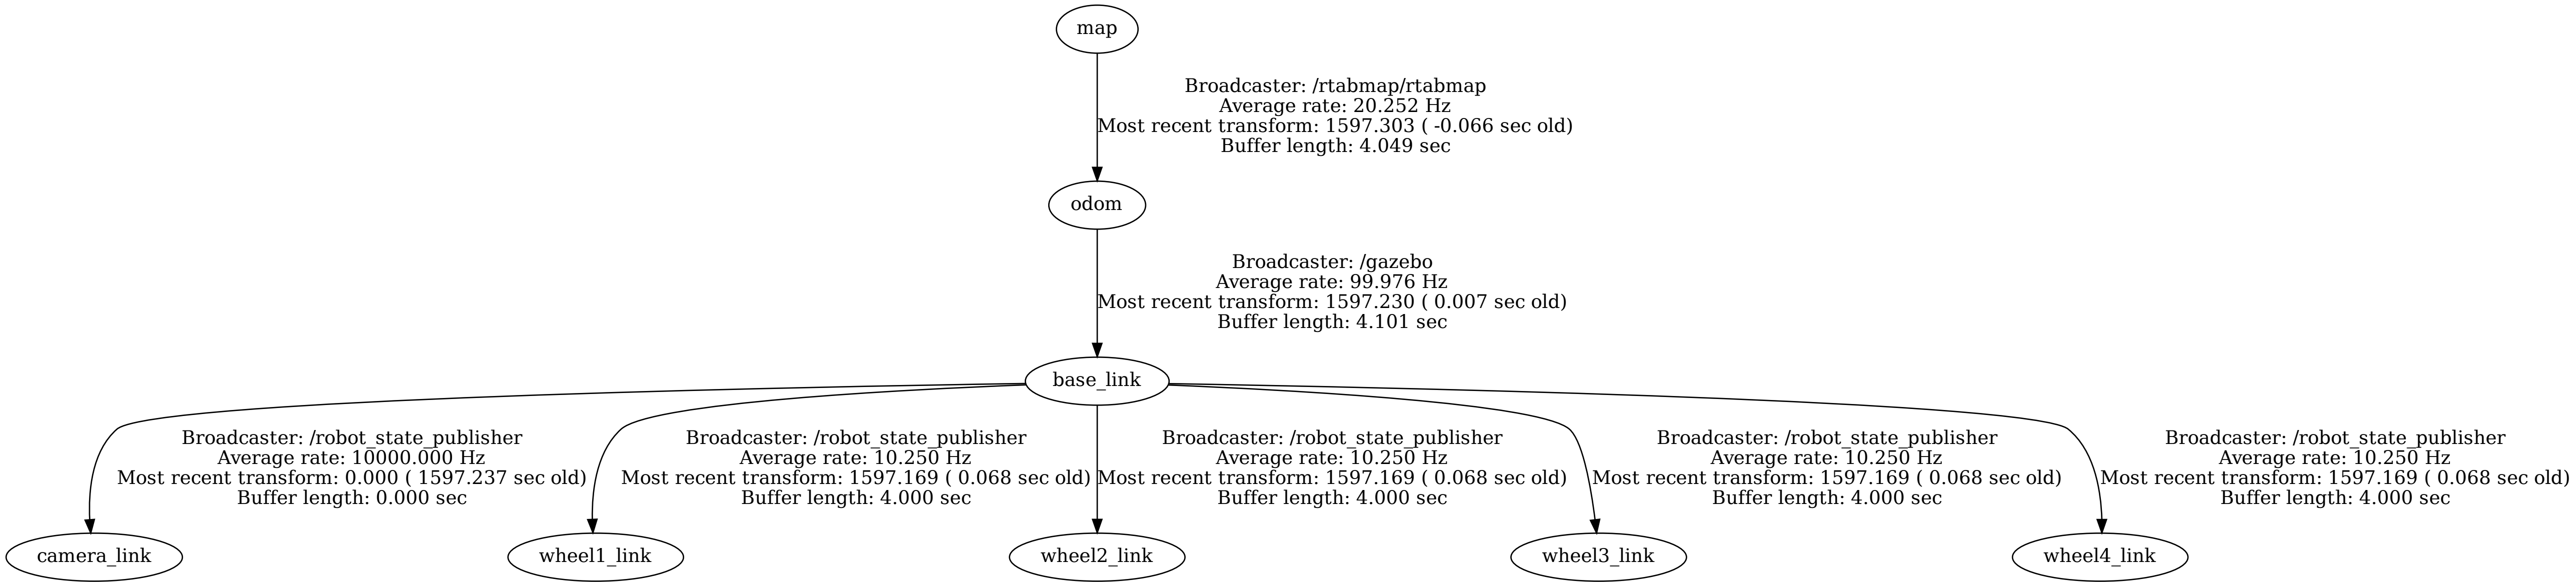 map
Broadcaster: /rtabmap/rtabmap
Average rate: 20.252 Hz
Most recent transform: 1597.303 ( -0.066 sec old)
Buffer length: 4.049 sec
odom
Broadcaster: /gazebo
Average rate: 99.976 Hz
Most recent transform: 1597.230 ( 0.007 sec old)
Buffer length: 4.101 sec
base_link
Broadcaster: /robot_state_publisher
Average rate: 10000.000 Hz
Most recent transform: 0.000 ( 1597.237 sec old)
Buffer length: 0.000 sec
Broadcaster: /robot_state_publisher
Average rate: 10.250 Hz
Most recent transform: 1597.169 ( 0.068 sec old)
Buffer length: 4.000 sec
Broadcaster: /robot_state_publisher
Average rate: 10.250 Hz
Most recent transform: 1597.169 ( 0.068 sec old)
Buffer length: 4.000 sec
Broadcaster: /robot_state_publisher
Average rate: 10.250 Hz
Most recent transform: 1597.169 ( 0.068 sec old)
Buffer length: 4.000 sec
Broadcaster: /robot_state_publisher
Average rate: 10.250 Hz
Most recent transform: 1597.169 ( 0.068 sec old)
Buffer length: 4.000 sec
camera_link
wheel1_link
wheel2_link
wheel3_link
wheel4_link